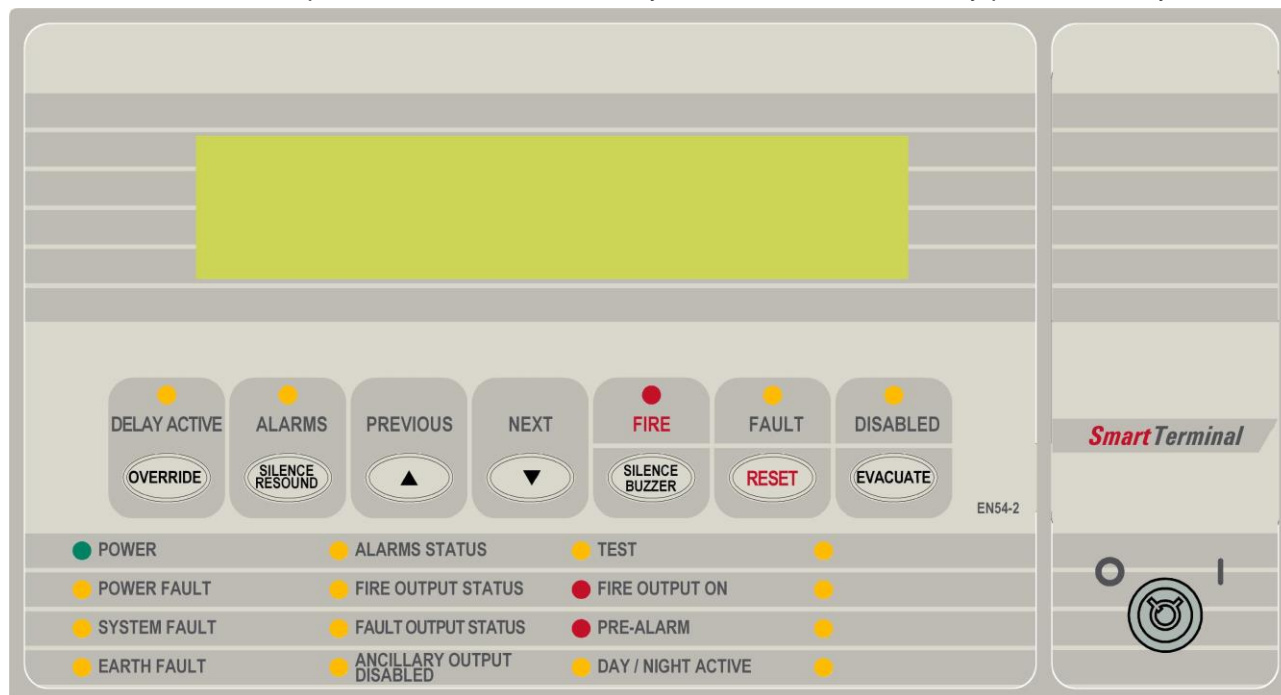 DELAY ACTIVE
ALARMS
PREVIOUS
NEXT
FIRE
FAULT
DISABLED
OVERRIDE
SILENCE
RESOUND
SILENCE
BUZZER
RESET
EVACUATE
EN54-2
SmartTerminal
POWER
ALARMS STATUS
TEST
POWER FAULT
FIRE OUTPUT STATUS
FIRE OUTPUT ON
SYSTEM FAULT
FAULT OUTPUT STATUS
PRE-ALARM
EARTH FAULT
ANCILLARY OUTPUT
DISABLED
DAY / NIGHT ACTIVE
O I